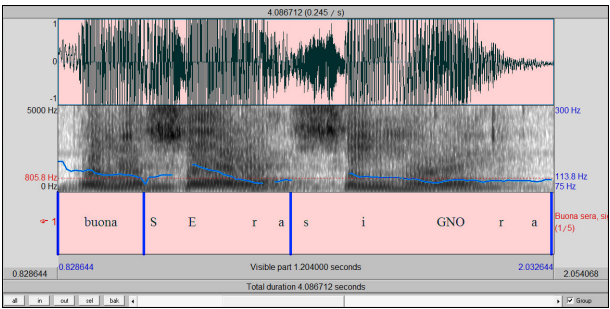 4.086712 (0.245 / s)
1
0
-1
5000 Hz
300 Hz
805.8 Hz
113.8 Hz
0 Hz
75 Hz
1
buona S E r a s i GNO r a
Buona sera, si
(1/5)
0.828644
0.828644 Visible part 1.204000 seconds 2.032644
2.054068
Total duration 4.086712 seconds
all in out sel bak Group